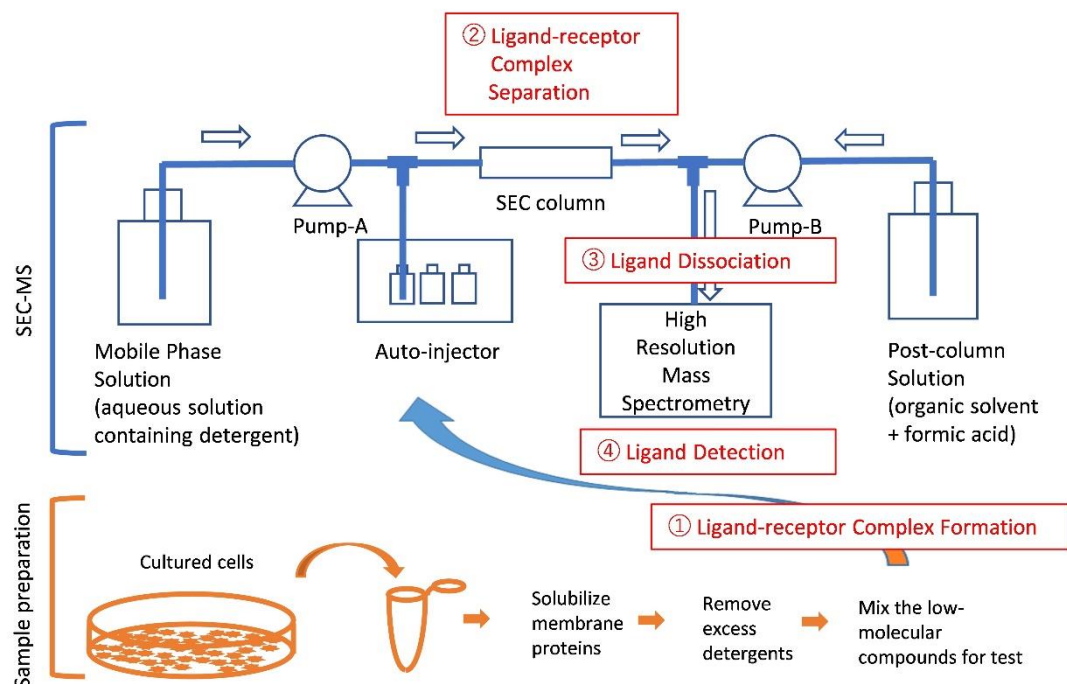 ② Ligand-receptor
Complex
Separation
SEC-MS
Pump-A
SEC column
Pump-B
③ Ligand Dissociation
Mobile Phase
Solution
(aqueous solution
containing detergent)
Auto-injector
High
Resolution
Mass
Spectrometry
Post-column
Solution
(organic solvent
+ formic acid)
④ Ligand Detection
① Ligand-receptor Complex Formation
Sample preparation
Cultured cells
Solubilize
membrane
proteins
Remove
excess
detergents
Mix the low-
molecular
compounds for test